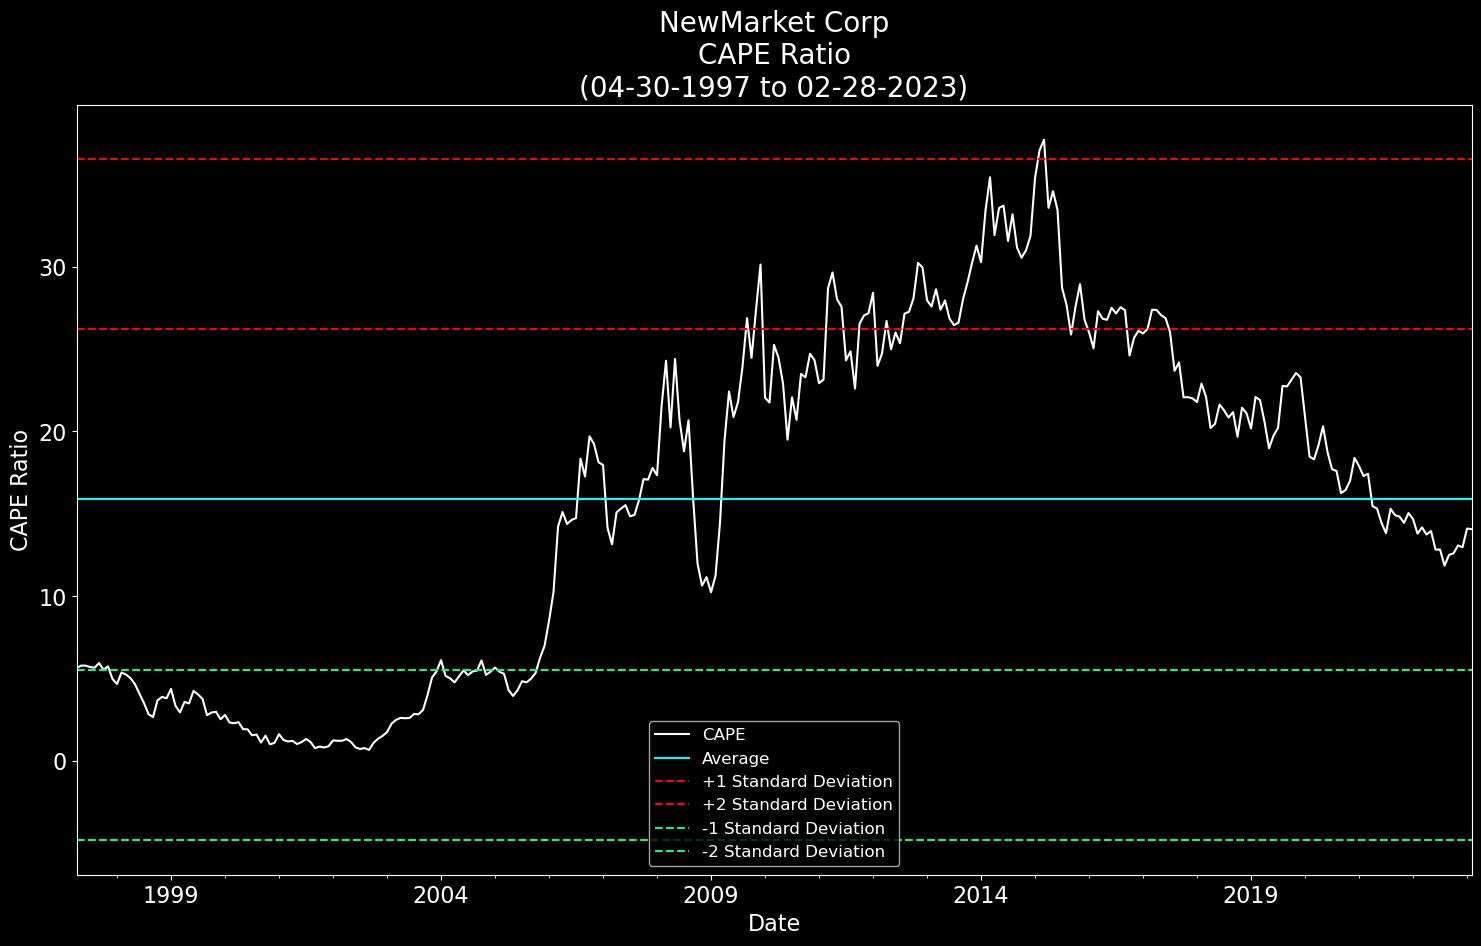 NewMarket Corp
CAPE Ratio
(04-30-1997 to 02-28-2023)
30
20
10
0
CAPE Ratio
CAPE
Average
+1 Standard Deviation
+2 Standard Deviation
-1 Standard Deviation
-2 Standard Deviation
1999 2004 2009 2014 2019
Date